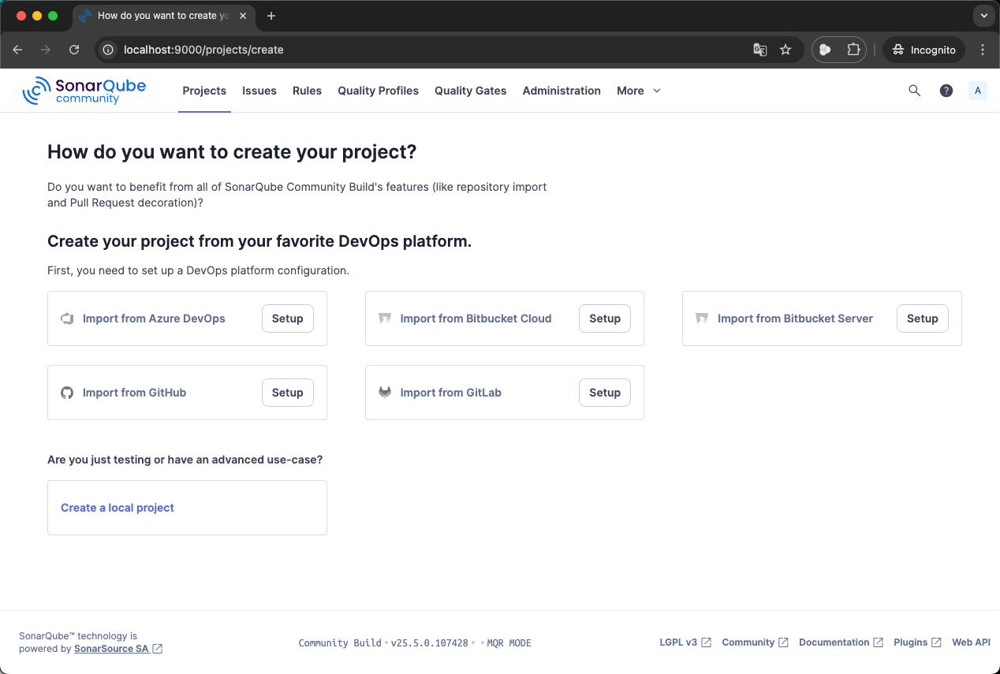 How do you want to create yo
localhost:9000/projects/create
Incognito
SonarQube
community
Projects
Issues
Rules
Quality Profiles
Quality Gates
Administration
More
?
A
How do you want to create your project?
Do you want to benefit from all of SonarQube Community Build's features (like repository import
and Pull Request decoration)?
Create your project from your favorite DevOps platform.
First, you need to set up a DevOps platform configuration.
Import from Azure DevOps
Setup
Import from Bitbucket Cloud
Setup
Import from Bitbucket Server
Setup
Import from GitHub
Setup
Import from GitLab
Setup
Are you just testing or have an advanced use-case?
Create a local project
SonarQube™ technology is
powered by SonarSource SA
Community Build • v25.5.0.107428 • • MQR MODE
LGPL v3
Community
Documentation
Plugins
Web API